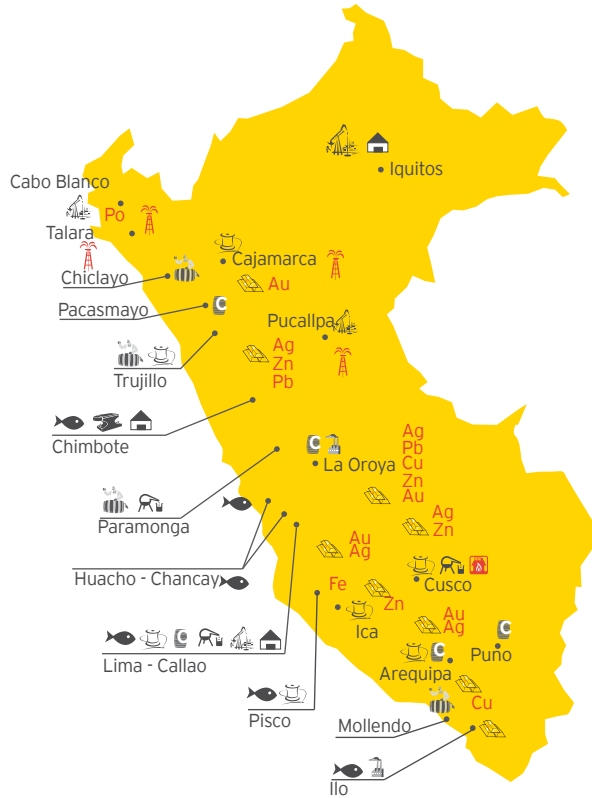 Iquitos
Cabo Blanco
Po
Talara
Cajamarca
Chiclayo
Au
Pacasmayo
C
Pucallpa
Ag
Zn
Pb
Trujillo
Chimbote
Ag
Pb
Cu
Zn
Au
C
La Oroya
Ag
Zn
Paramonga
Au
Ag
Huacho - Chancay
Cusco
Fe
Zn
Ica
Au
Ag
C
C
Lima - Callao
Puno
C
Arequipa
Pisco
Cu
Mollendo
Ilo